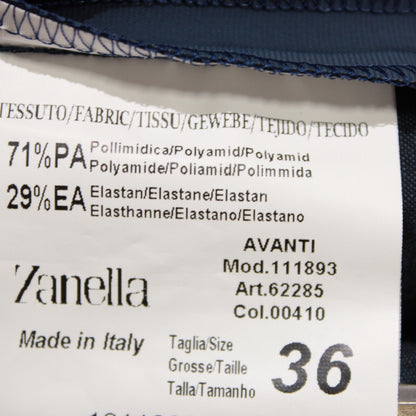 TESSUTO/FABRIC/TISSU/GEWEBE/TEJIDO/TECIDO
71%PA Pollimidica/Polyamid/Polyamid
Polyamide/Poliamid/Polimmida
29%EA Elastan/Elastane/Elastan
Elasthanne/Elastano/Elastano
AVANTI
Mod.111893
Art.62285
Col.00410
Zanella
Made in Italy
Taglia/Size
Grosse/Taille
Talla/Tamanho
36